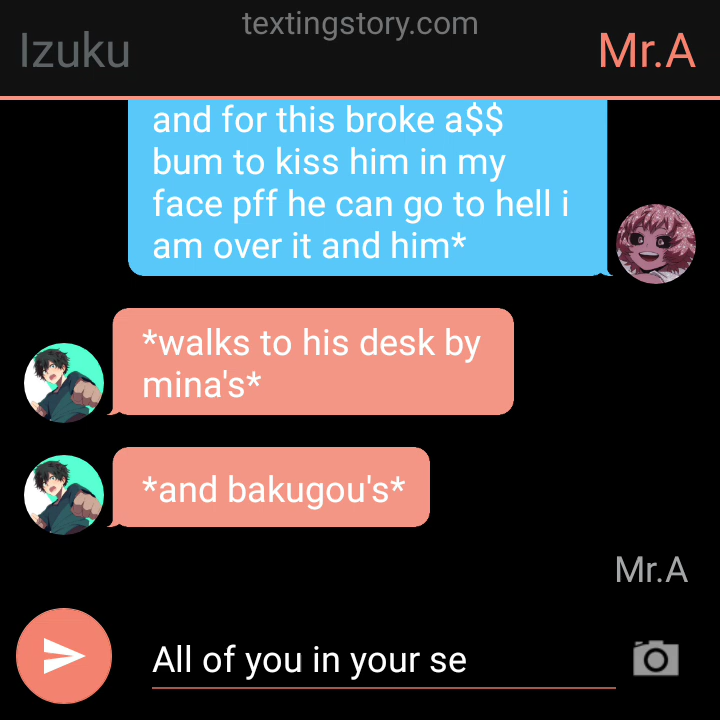 textingstory.com
Izuku
Mr.A
and for this broke a$$
bum to kiss him in my
face pff he can go to hell i
am over it and him*
*walks to his desk by
mina's*
*and bakugou's*
Mr.A
All of you in your se